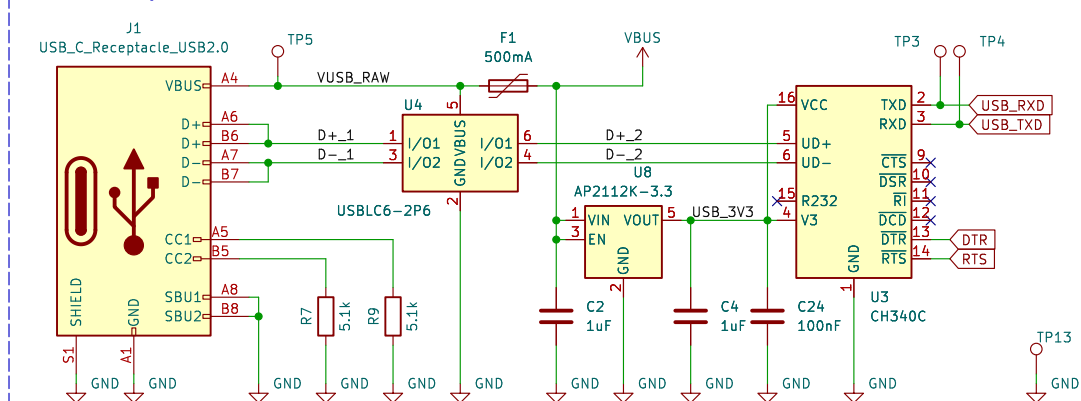 J1
USB_C_Receptacle_USB2.0
TP5
F1
500mA
VBUS
TP3
TP4
VBUS
A4
VUSB_RAW
D+
A6
D+
B6
D-
A7
D-
B7
CC1
A5
CC2
B5
SBU1
A8
SBU2
B8
SHIELD
GND
S1
A1
U4
5
VBUS
GND
D+_1
1
I/O1
I/O1
6
D+_2
D-_1
3
I/O2
I/O2
4
D-_2
2
USBLC6-2P6
U8
AP2112K-3.3
1
VIN
VOUT
5
USB_3V3
3
EN
GND
2
16
VCC
TXD
2
USB_RXD
RXD
3
USB_TXD
5
UD+
6
UD-
CTS
9
DSR
10
15
R232
RI
11
4
V3
DCD
12
DTR
13
DTR
RTS
14
RTS
GND
1
U3
CH340C
R7
5.1k
R9
5.1k
C2
1uF
C4
1uF
C24
100nF
TP13
GND
GND
GND
GND
GND
GND
GND
GND
GND
GND
GND
GND